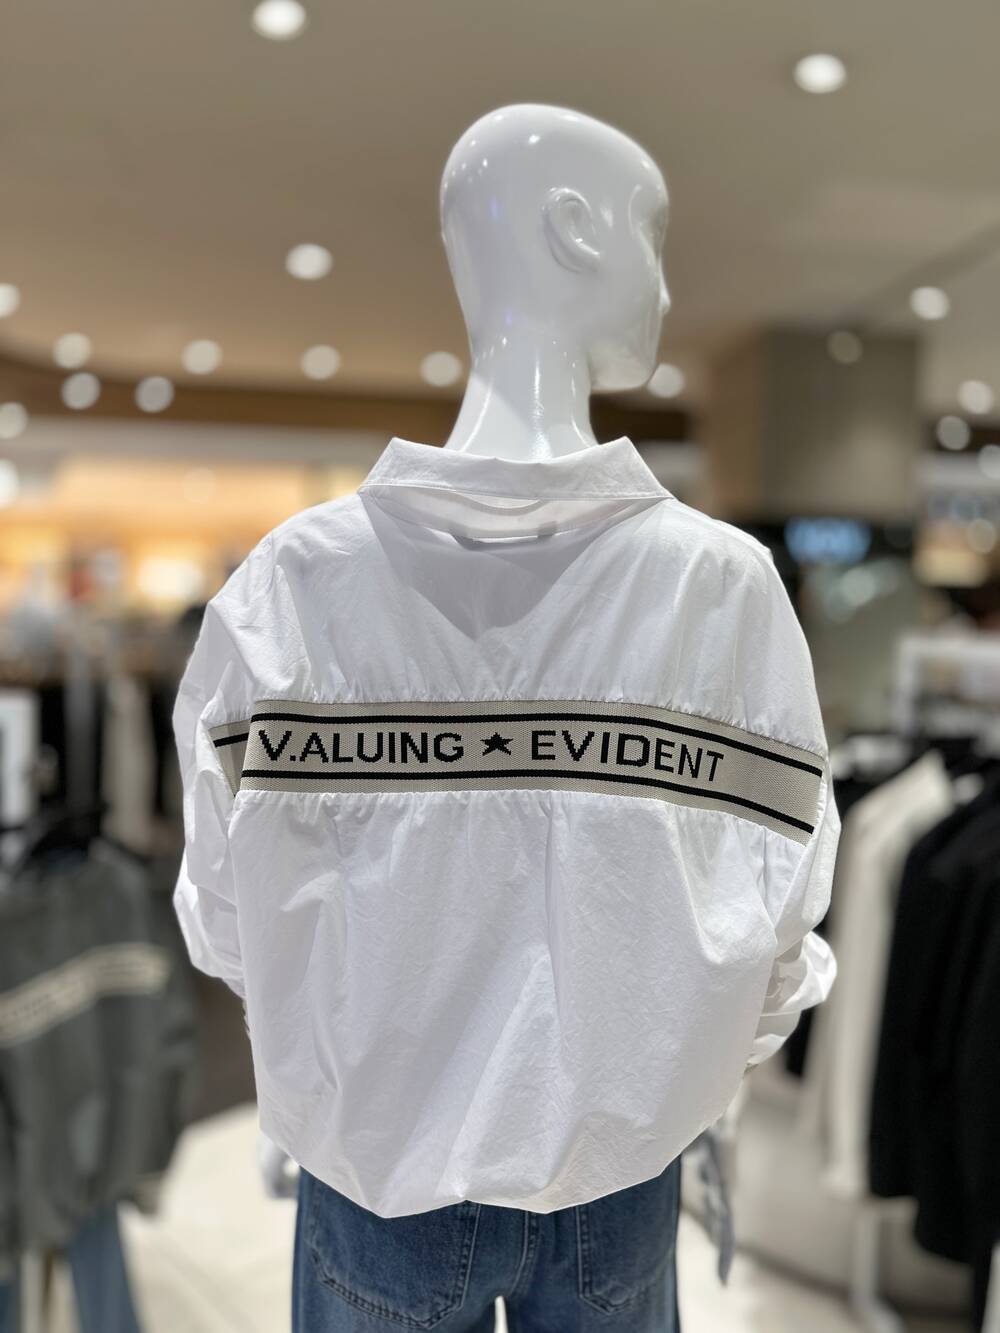 V.ALUING ★ EVIDENT